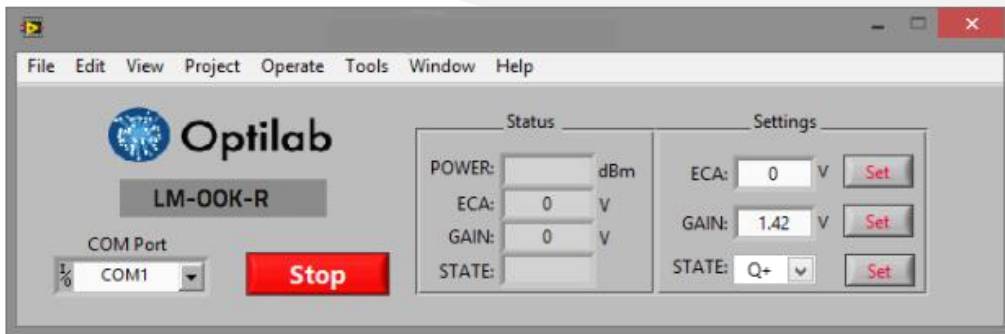 File Edit View Project Operate Tools Window Help
Optilab
LM-OOK-R
COM Port
COM1
Stop
Status
POWER: dBm
ECA: 0 V
GAIN: 0 V
STATE:
Settings
ECA: 0 V Set
GAIN: 1.42 V Set
STATE: Q+ Set